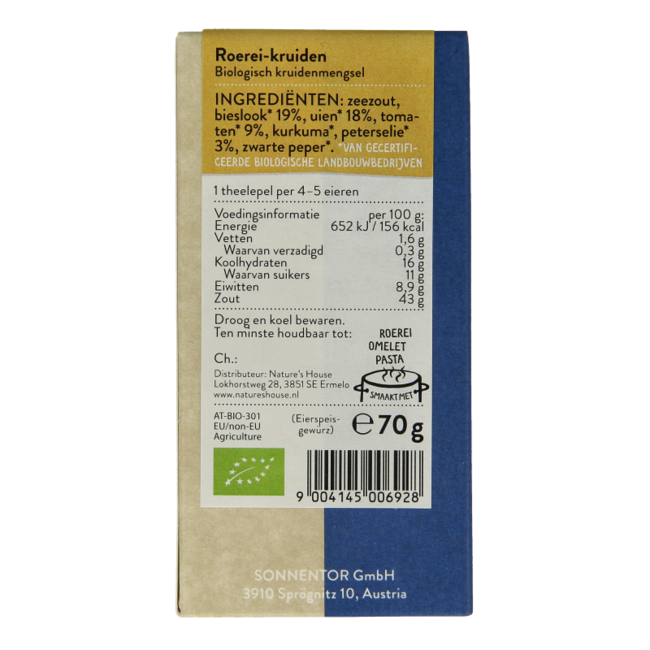 Roerei-kruiden
Biologisch kruidenmengsel
INGREDIËNTEN: zeezout,
bieslook* 19%, uien* 18%, toma-
ten* 9%, kurkuma*, peterselie*
3%, zwarte peper*. *VAN GECERTIFI-
CEERDE BIOLOGISCHE LANDBOUWBEDRIJVEN
1 theelepel per 4–5 eieren
Voedingsinformatie per 100 g:
Energie 652 kJ / 156 kcal
Vetten 1,6 g
Waarvan verzadigd 0,3 g
Koolhydraten 16 g
Waarvan suikers 11 g
Eiwitten 8,9 g
Zout 43 g
Droog en koel bewaren.
Ten minste houdbaar tot:
Ch.:
ROEREI
OMELET
PASTA
SMAAKT MET
Distributeur: Nature's House
Lokhorstweg 28, 3851 SE Ermelo
www.natureshouse.nl
AT-BIO-301
EU/non-EU
Agriculture
(Eierspeis-
gewürz)
℮70 g
9 004145 006928
SONNENTOR GmbH
3910 Sprögnitz 10, Austria